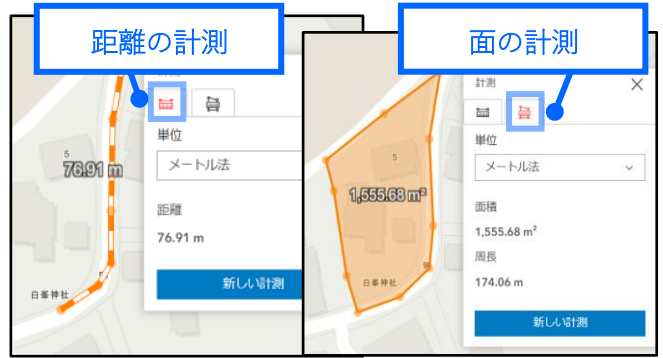 距離の計測
面の計測
単位
メートル法
距離
76.91 m
新しい計測
5
76.91 m
白峯神社
計測
単位
メートル法
面積
1,555.68 m²
周長
174.06 m
新しい計測
5
1,555.68 m²
白峯神社